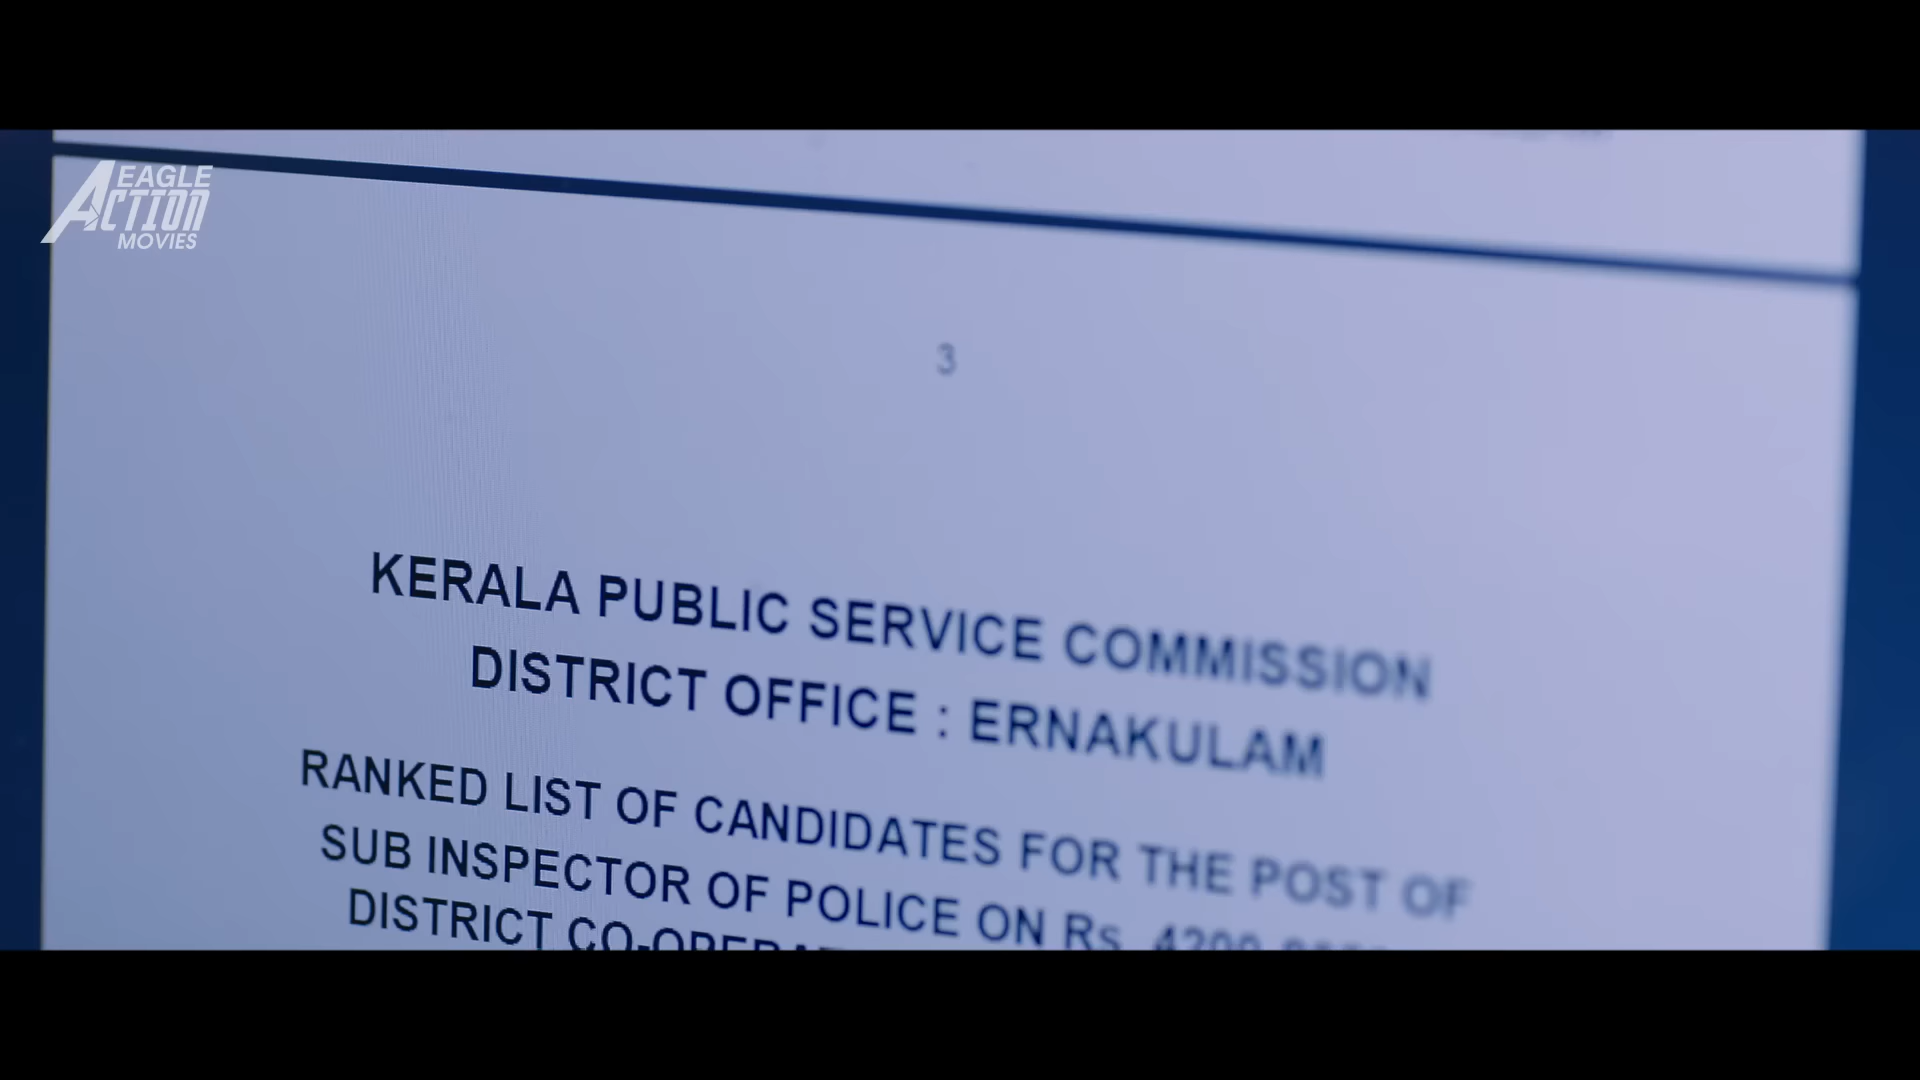 EAGLE
ACTION
MOVIES
3
KERALA PUBLIC SERVICE COMMISSION
DISTRICT OFFICE : ERNAKULAM
RANKED LIST OF CANDIDATES FOR THE POST OF
SUB INSPECTOR OF POLICE ON Rs. 4200
DISTRICT